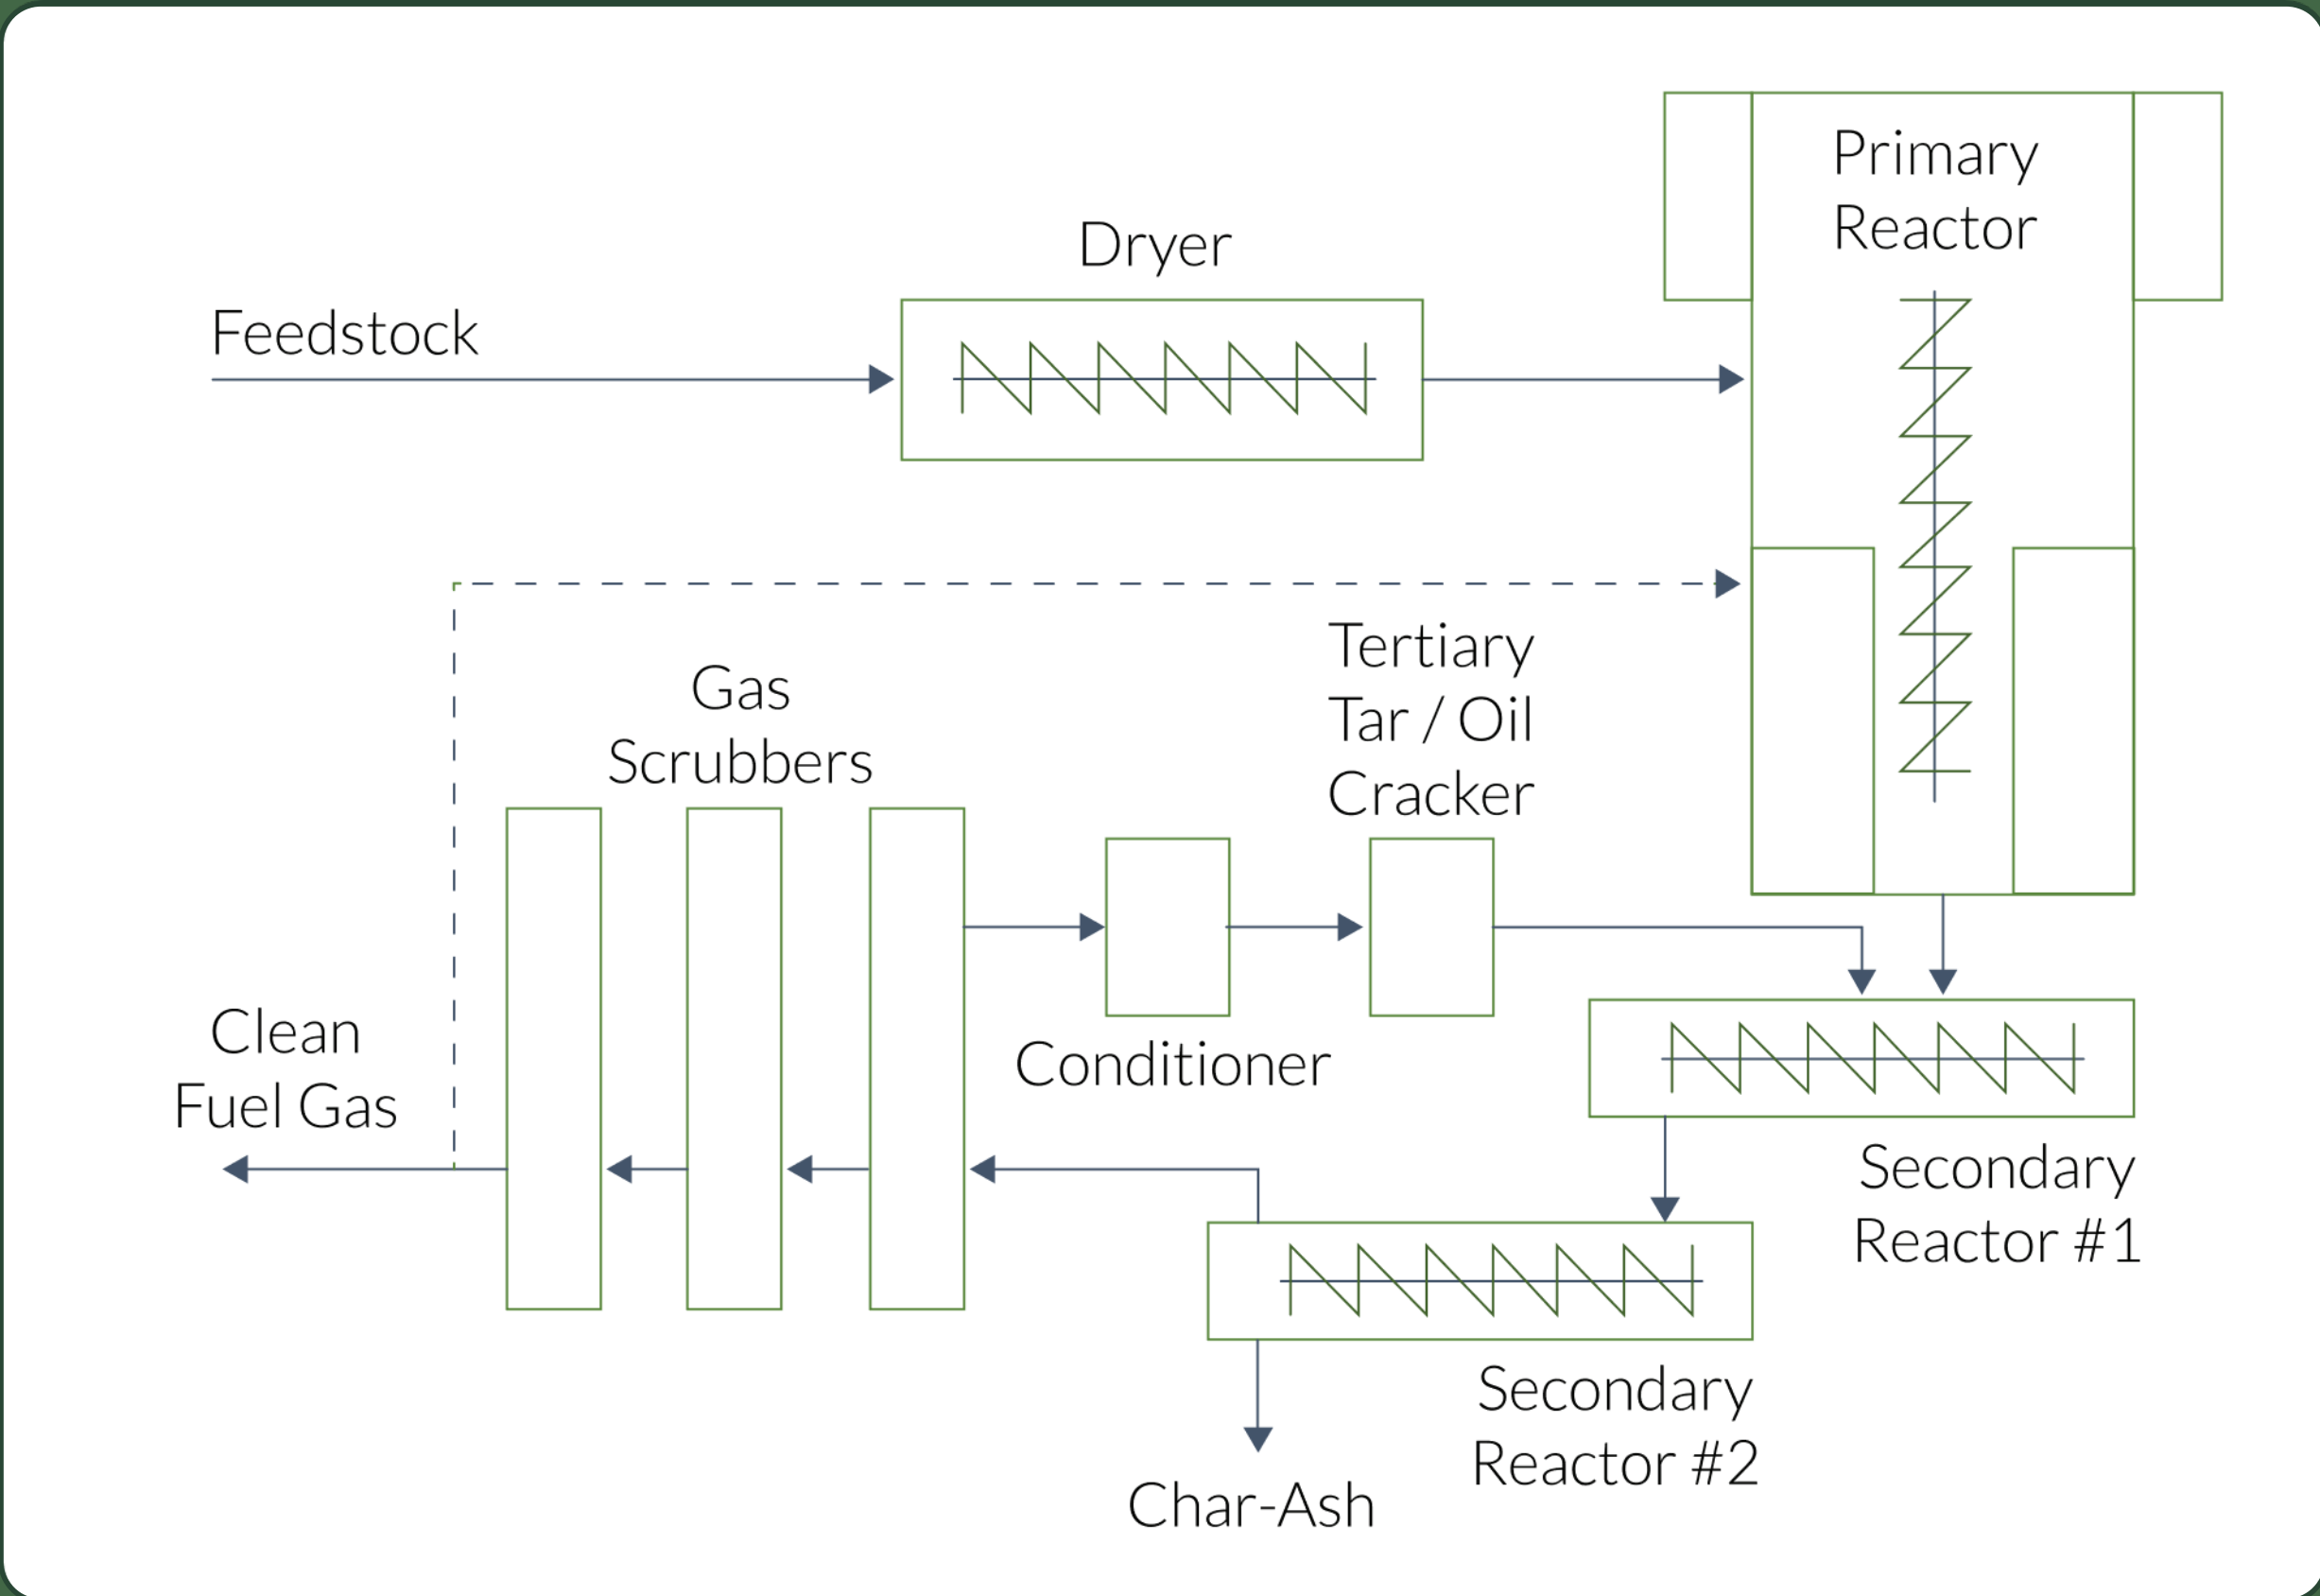 Primary
Reactor
Dryer
Feedstock
Tertiary
Tar / Oil
Cracker
Gas
Scrubbers
Clean
Fuel Gas
Conditioner
Secondary
Reactor #1
Secondary
Reactor #2
Char-Ash